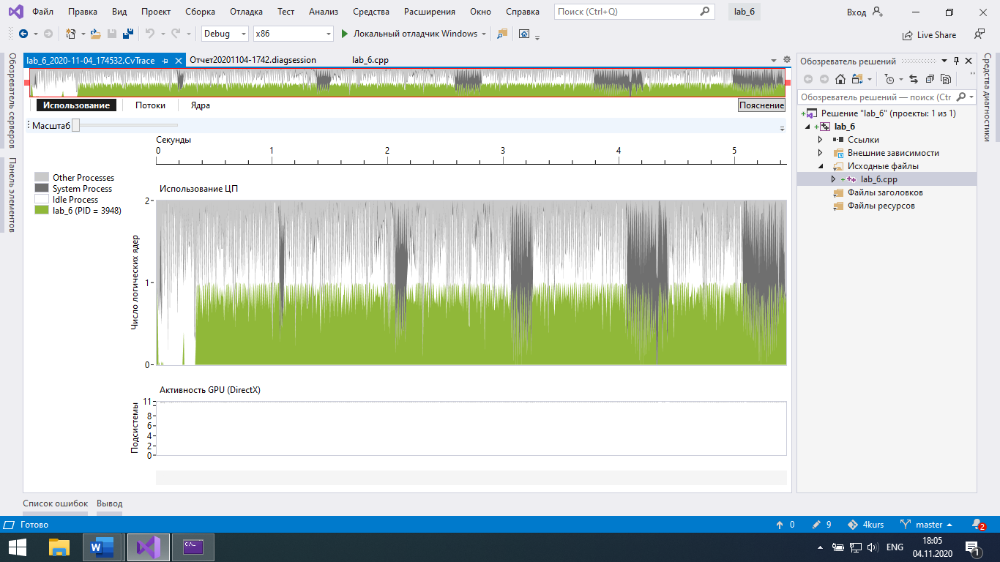 Файл Правка Вид Проект Сборка Отладка Тест Анализ Средства Расширения Окно Справка Поиск (Ctrl+Q) lab_6 Вход
Debug x86 Локальный отладчик Windows Live Share
Обозреватель серверов
Панель элементов
lab_6_2020-11-04_174532.CvTrace Отчет20201104-1742.diagsession lab_6.cpp
Использование Потоки Ядра Пояснение
Масштаб
Секунды
0 1 2 3 4 5
Other Processes
System Process
Idle Process
lab_6 (PID = 3948)
Использование ЦП
Число логических ядер
2
1
0
Активность GPU (DirectX)
Подсистемы
11
8
6
4
2
0
Обозреватель решений
Обозреватель решений — поиск (Ctr
Решение "lab_6" (проекты: 1 из 1)
lab_6
Ссылки
Внешние зависимости
Исходные файлы
lab_6.cpp
Файлы заголовков
Файлы ресурсов
Средства диагностики
Список ошибок Вывод
Готово 0 9 4kurs master 2
C:\_ ENG 18:05
04.11.2020 1